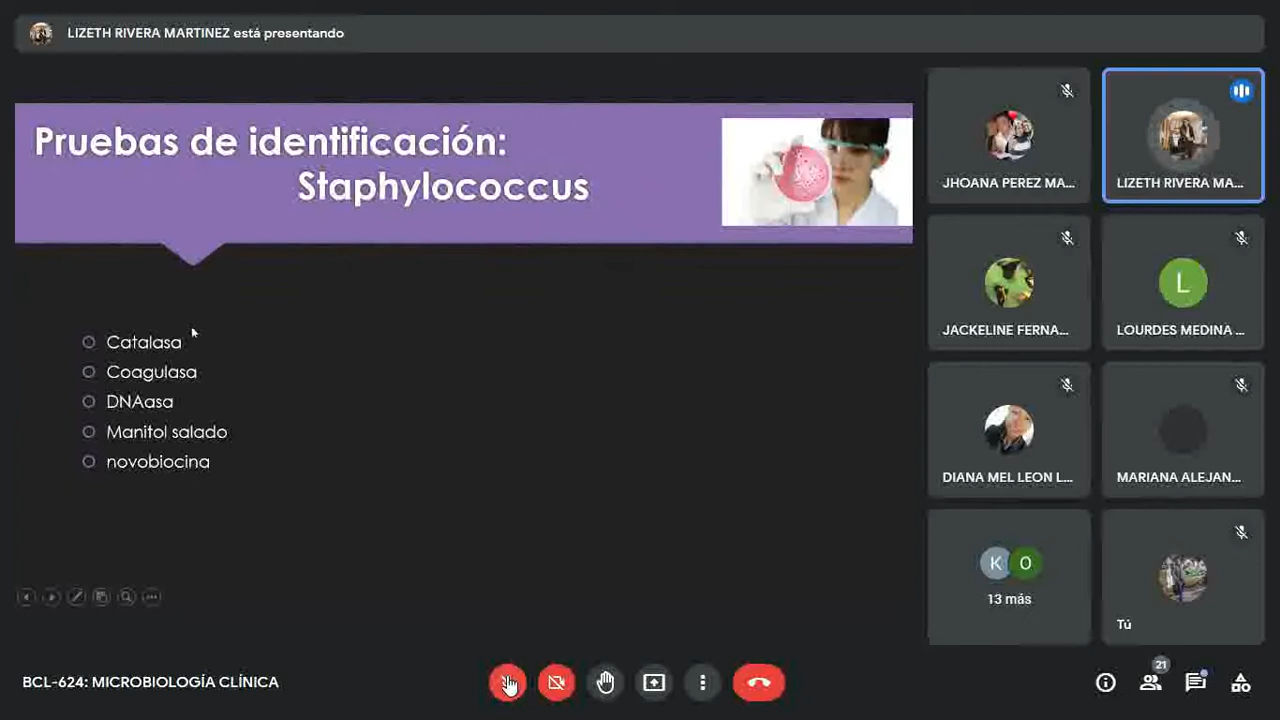 LIZETH RIVERA MARTINEZ está presentando
Pruebas de identificación:
Staphylococcus
Catalasa
Coagulasa
DNAasa
Manitol salado
novobiocina
JHOANA PEREZ MA...
LIZETH RIVERA MA...
JACKELINE FERNA...
L
LOURDES MEDINA ...
DIANA MEL LEON L...
MARIANA ALEJAN...
K O
13 más
Tú
BCL-624: MICROBIOLOGÍA CLÍNICA
21